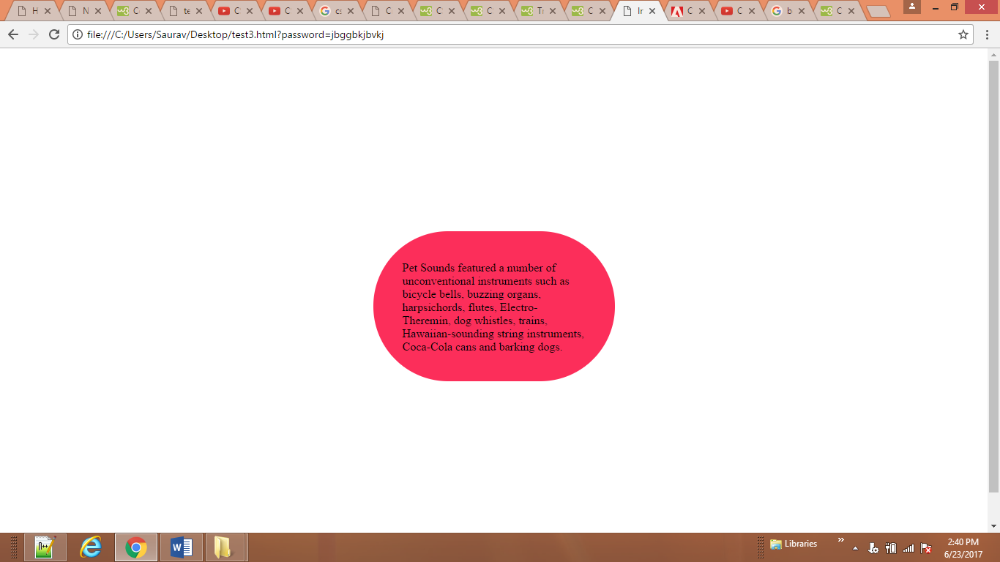 H N C te C C cs C C C Tr C Ir C C b C
file:///C:/Users/Saurav/Desktop/test3.html?password=jbggbkjbvkj
Pet Sounds featured a number of
unconventional instruments such as
bicycle bells, buzzing organs,
harpsichords, flutes, Electro-
Theremin, dog whistles, trains,
Hawaiian-sounding string instruments,
Coca-Cola cans and barking dogs.
Libraries
2:40 PM
6/23/2017